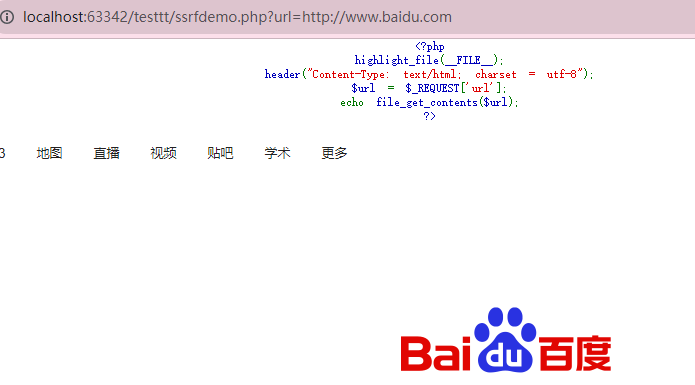 localhost:63342/testtt/ssrfdemo.php?url=http://www.baidu.com
<?php
highlight_file(__FILE__);
header("Content-Type: text/html; charset = utf-8");
$url = $_REQUEST['url'];
echo file_get_contents($url);
?>
3 地图 直播 视频 贴吧 学术 更多
Bai du 百度